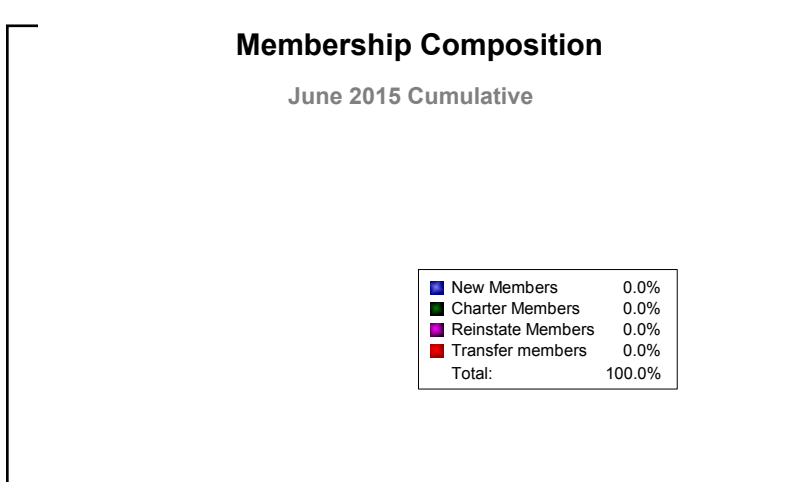 Membership Composition
June 2015 Cumulative
New Members 0.0%
Charter Members 0.0%
Reinstate Members 0.0%
Transfer members 0.0%
Total: 100.0%